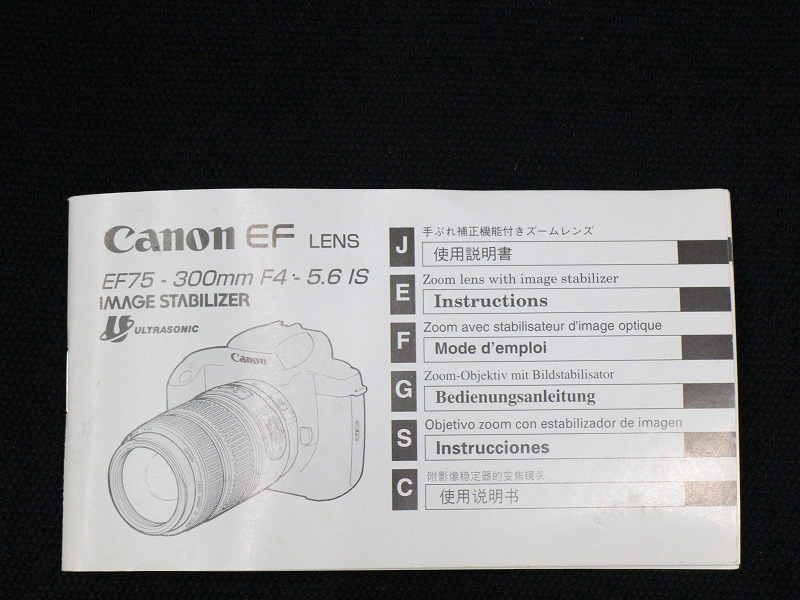 Canon EF LENS
EF75-300mm F4-5.6 IS
IMAGE STABILIZER
ULTRASONIC
Canon
J
手ぶれ補正機能付きズームレンズ
使用説明書
E
Zoom lens with image stabilizer
Instructions
F
Zoom avec stabilisateur d'image optique
Mode d'emploi
G
Zoom-Objektiv mit Bildstabilisator
Bedienungsanleitung
S
Objetivo zoom con estabilizador de imagen
Instrucciones
C
附影像稳定器的变焦镜头
使用说明书